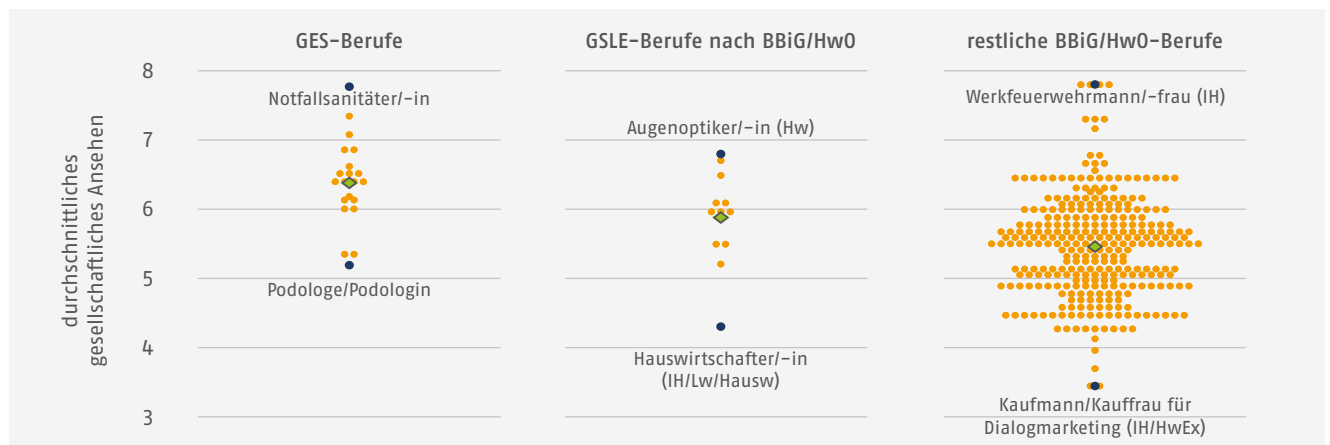 GES-Berufe
GSLE-Berufe nach BBiG/HwO
restliche BBiG/HwO-Berufe
durchschnittliches
gesellschaftliches Ansehen
8
7
6
5
4
3
Notfallsanitäter/-in
Podologe/Podologin
Augenoptiker/-in (Hw)
Hauswirtschafter/-in
(IH/Lw/Hausw)
Werkfeuerwehrmann/-frau (IH)
Kaufmann/Kauffrau für
Dialogmarketing (IH/HwEx)